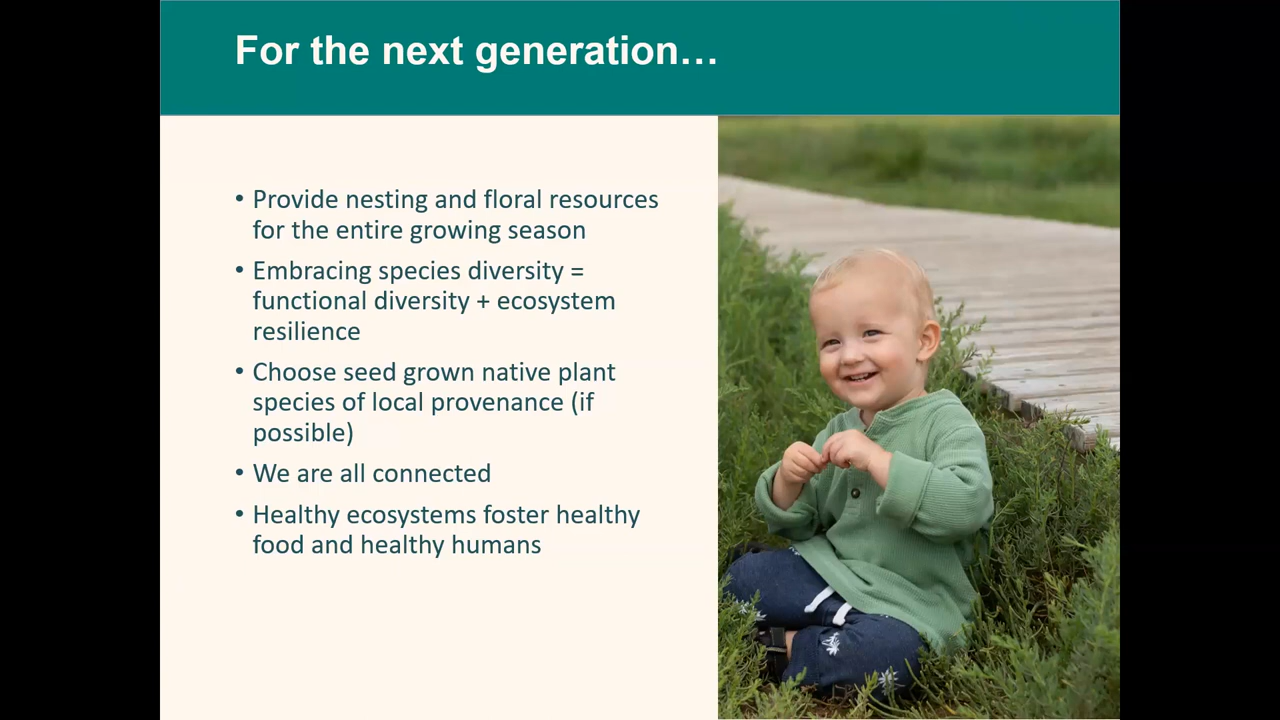 For the next generation…
• Provide nesting and floral resources
for the entire growing season
• Embracing species diversity =
functional diversity + ecosystem
resilience
• Choose seed grown native plant
species of local provenance (if
possible)
• We are all connected
• Healthy ecosystems foster healthy
food and healthy humans